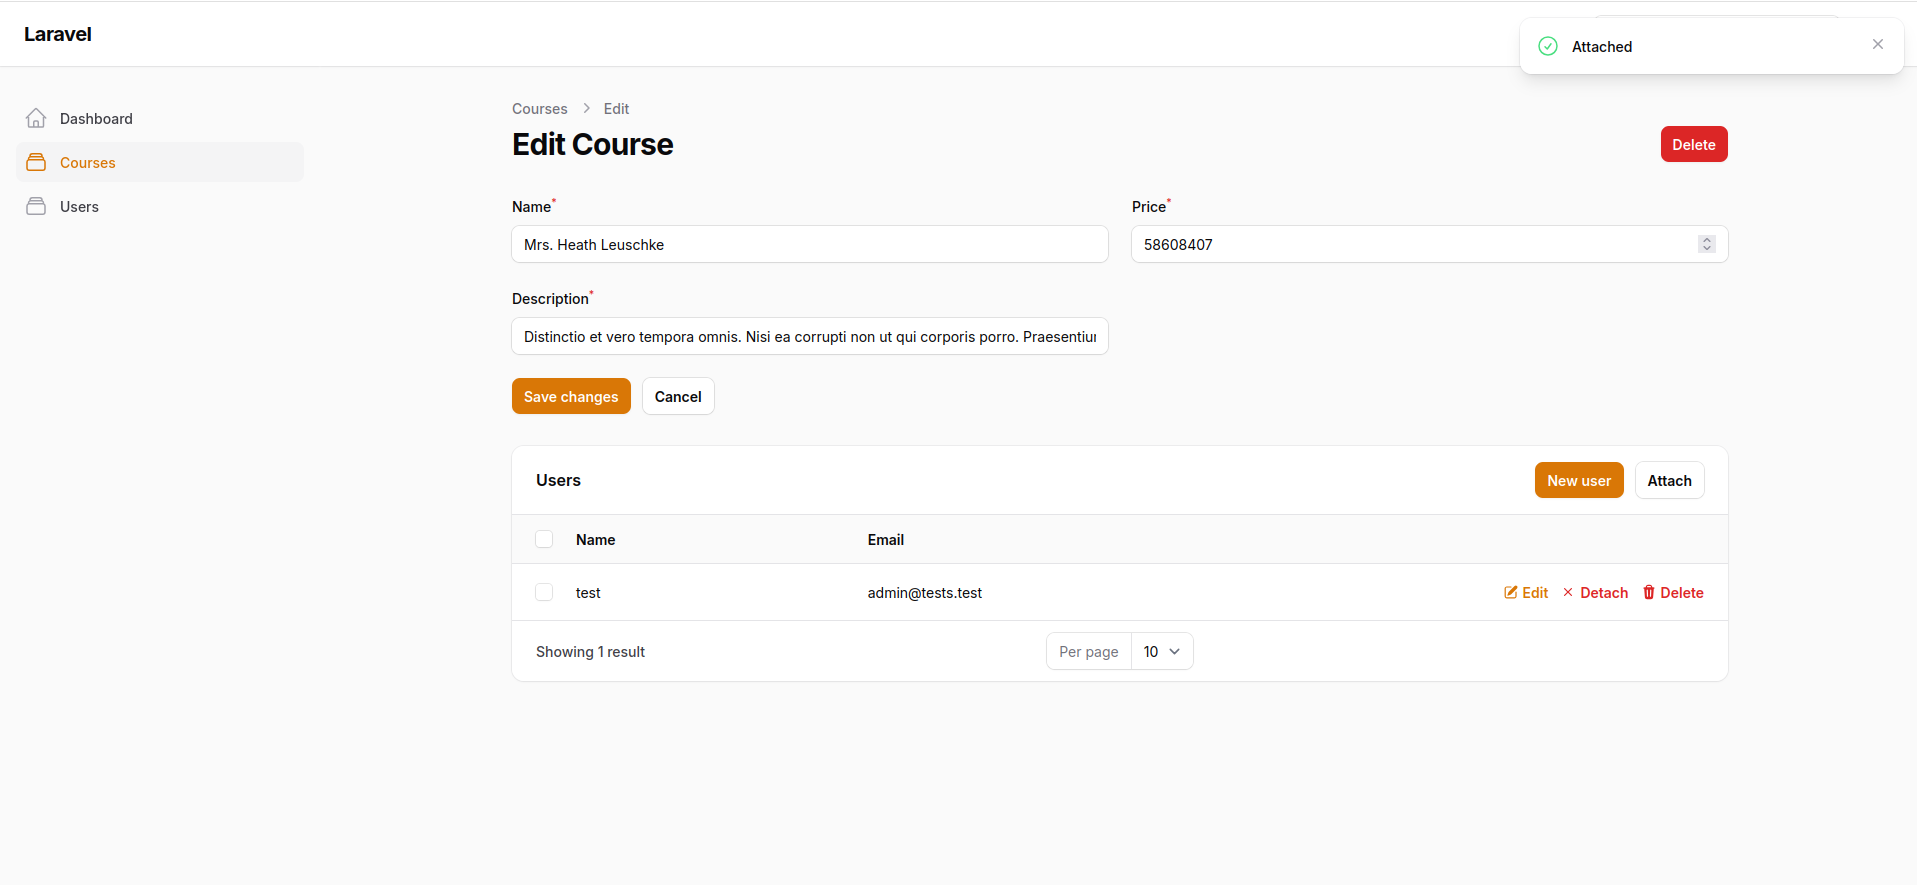 Laravel
Attached
Dashboard
Courses
Users
Courses > Edit
Edit Course
Delete
Name*
Price*
Mrs. Heath Leuschke
58608407
Description*
Distinctio et vero tempora omnis. Nisi ea corrupti non ut qui corporis porro.
Save changes
Cancel
Users
New user
Attach
Name
Email
test
admin@tests.test
Edit
Detach
Delete
Showing 1 result
Per page
10